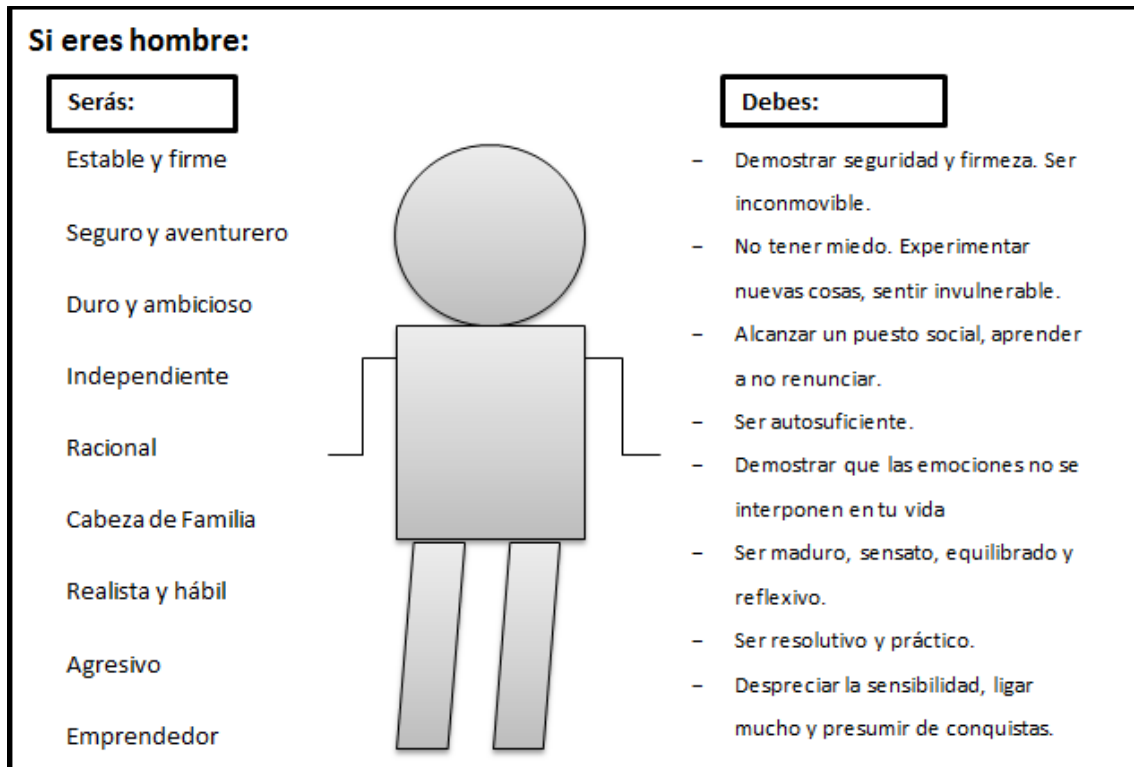 Si eres hombre:
Serás:
Estable y firme
Seguro y aventurero
Duro y ambicioso
Independiente
Racional
Cabeza de Familia
Realista y hábil
Agresivo
Emprendedor
Debes:
– Demostrar seguridad y firmeza. Ser
inconmovible.
– No tener miedo. Experimentar
nuevas cosas, sentir invulnerable.
– Alcanzar un puesto social, aprender
a no renunciar.
– Ser autosuficiente.
– Demostrar que las emociones no se
interponen en tu vida
– Ser maduro, sensato, equilibrado y
reflexivo.
– Ser resolutivo y práctico.
– Despreciar la sensibilidad, ligar
mucho y presumir de conquistas.